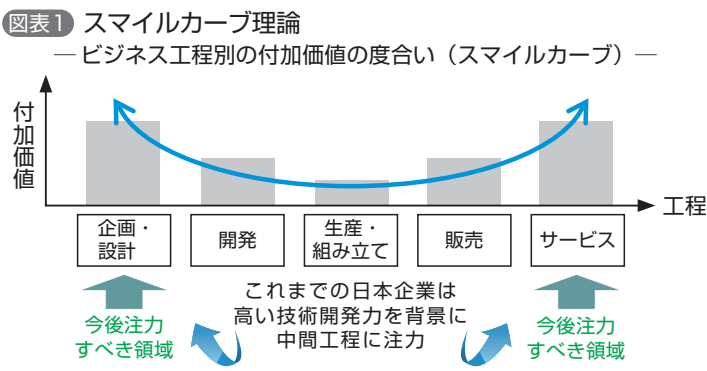 図表1 スマイルカーブ理論
― ビジネス工程別の付加価値の度合い（スマイルカーブ）―
付加価値
工程
企画・
設計
開発
生産・
組み立て
販売
サービス
今後注力
すべき領域
これまでの日本企業は
高い技術開発力を背景に
中間工程に注力
今後注力
すべき領域